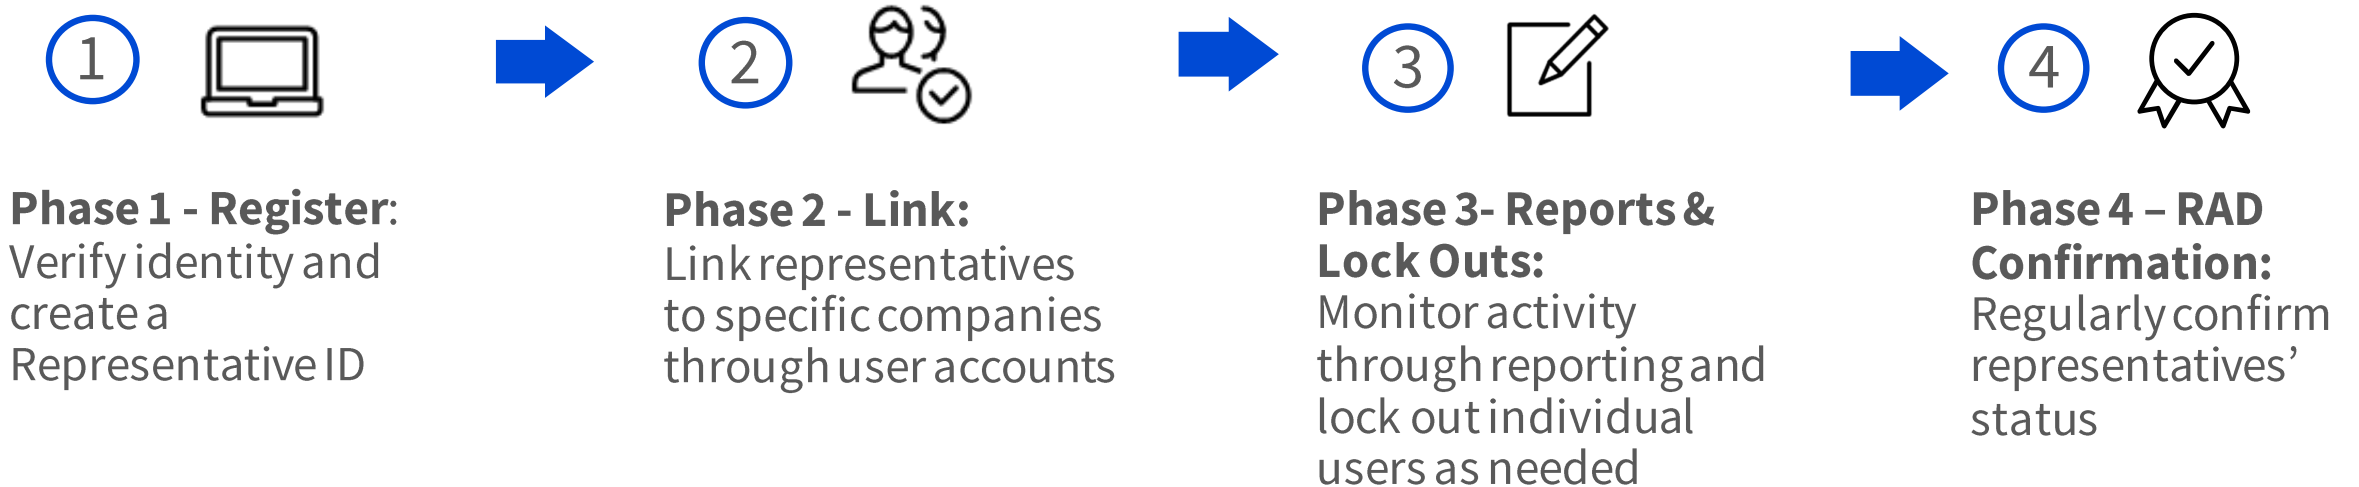 1
Phase 1 - Register:
Verify identity and
create a
Representative ID
2
Phase 2 - Link:
Link representatives
to specific companies
through user accounts
3
Phase 3- Reports &
Lock Outs:
Monitor activity
through reporting and
lock out individual
users as needed
4
Phase 4 – RAD
Confirmation:
Regularly confirm
representatives’
status